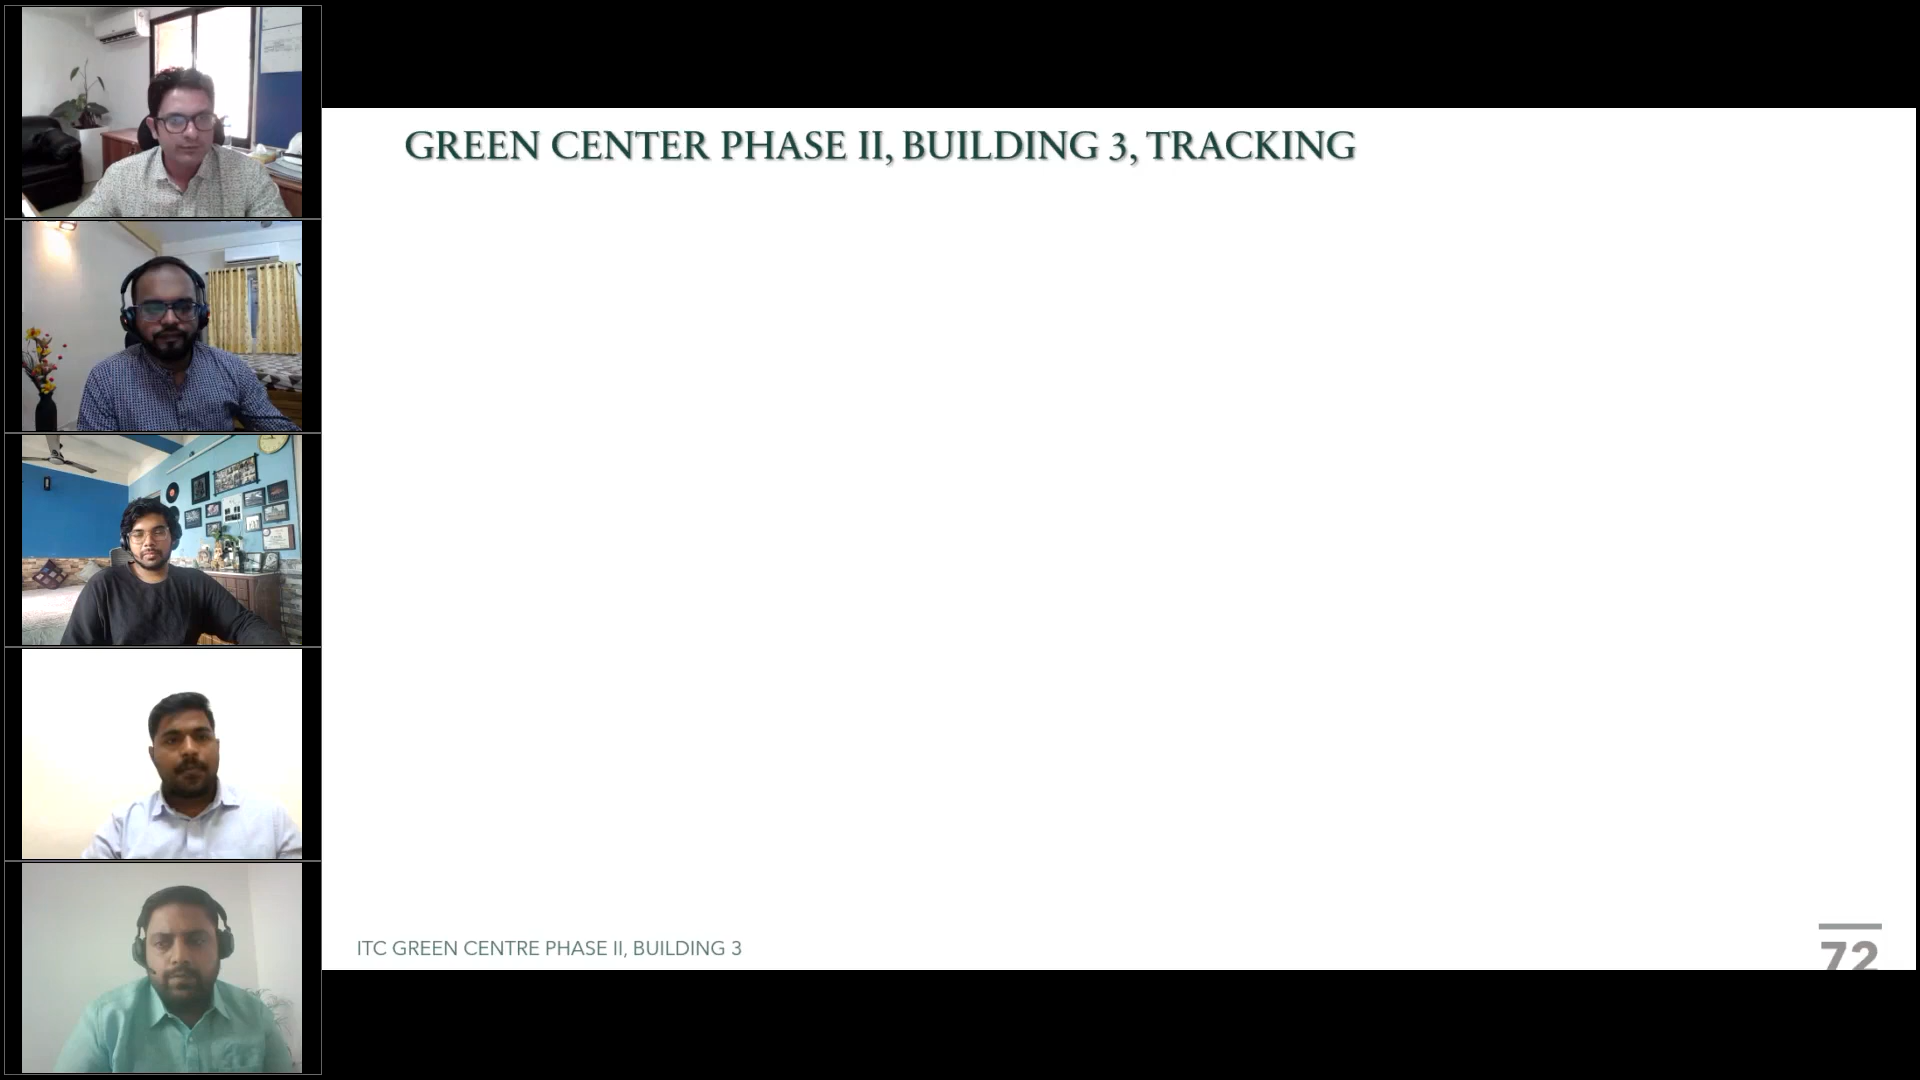 GREEN CENTER PHASE II, BUILDING 3, TRACKING
ITC GREEN CENTRE PHASE II, BUILDING 3
72